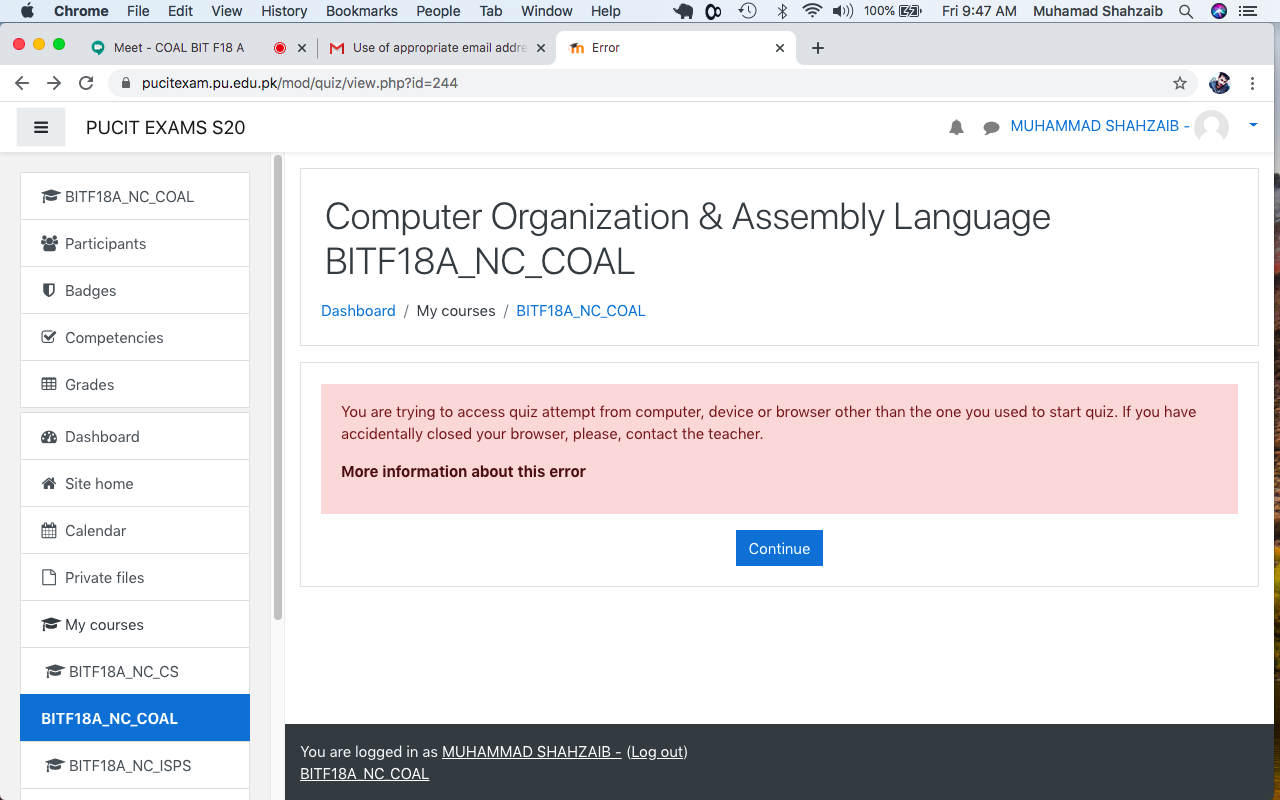 Chrome File Edit View History Bookmarks People Tab Window Help 100% Fri 9:47 AM Muhamad Shahzaib
Meet - COAL BIT F18 A
Use of appropriate email addre
Error
pucitexam.pu.edu.pk/mod/quiz/view.php?id=244
PUCIT EXAMS S20
MUHAMMAD SHAHZAIB -
BITF18A_NC_COAL
Participants
Badges
Competencies
Grades
Dashboard
Site home
Calendar
Private files
My courses
BITF18A_NC_CS
BITF18A_NC_COAL
BITF18A_NC_ISPS
Computer Organization & Assembly Language
BITF18A_NC_COAL
Dashboard / My courses / BITF18A_NC_COAL
You are trying to access quiz attempt from computer, device or browser other than the one you used to start quiz. If you have
accidentally closed your browser, please, contact the teacher.
More information about this error
Continue
You are logged in as MUHAMMAD SHAHZAIB - (Log out)
BITF18A_NC_COAL